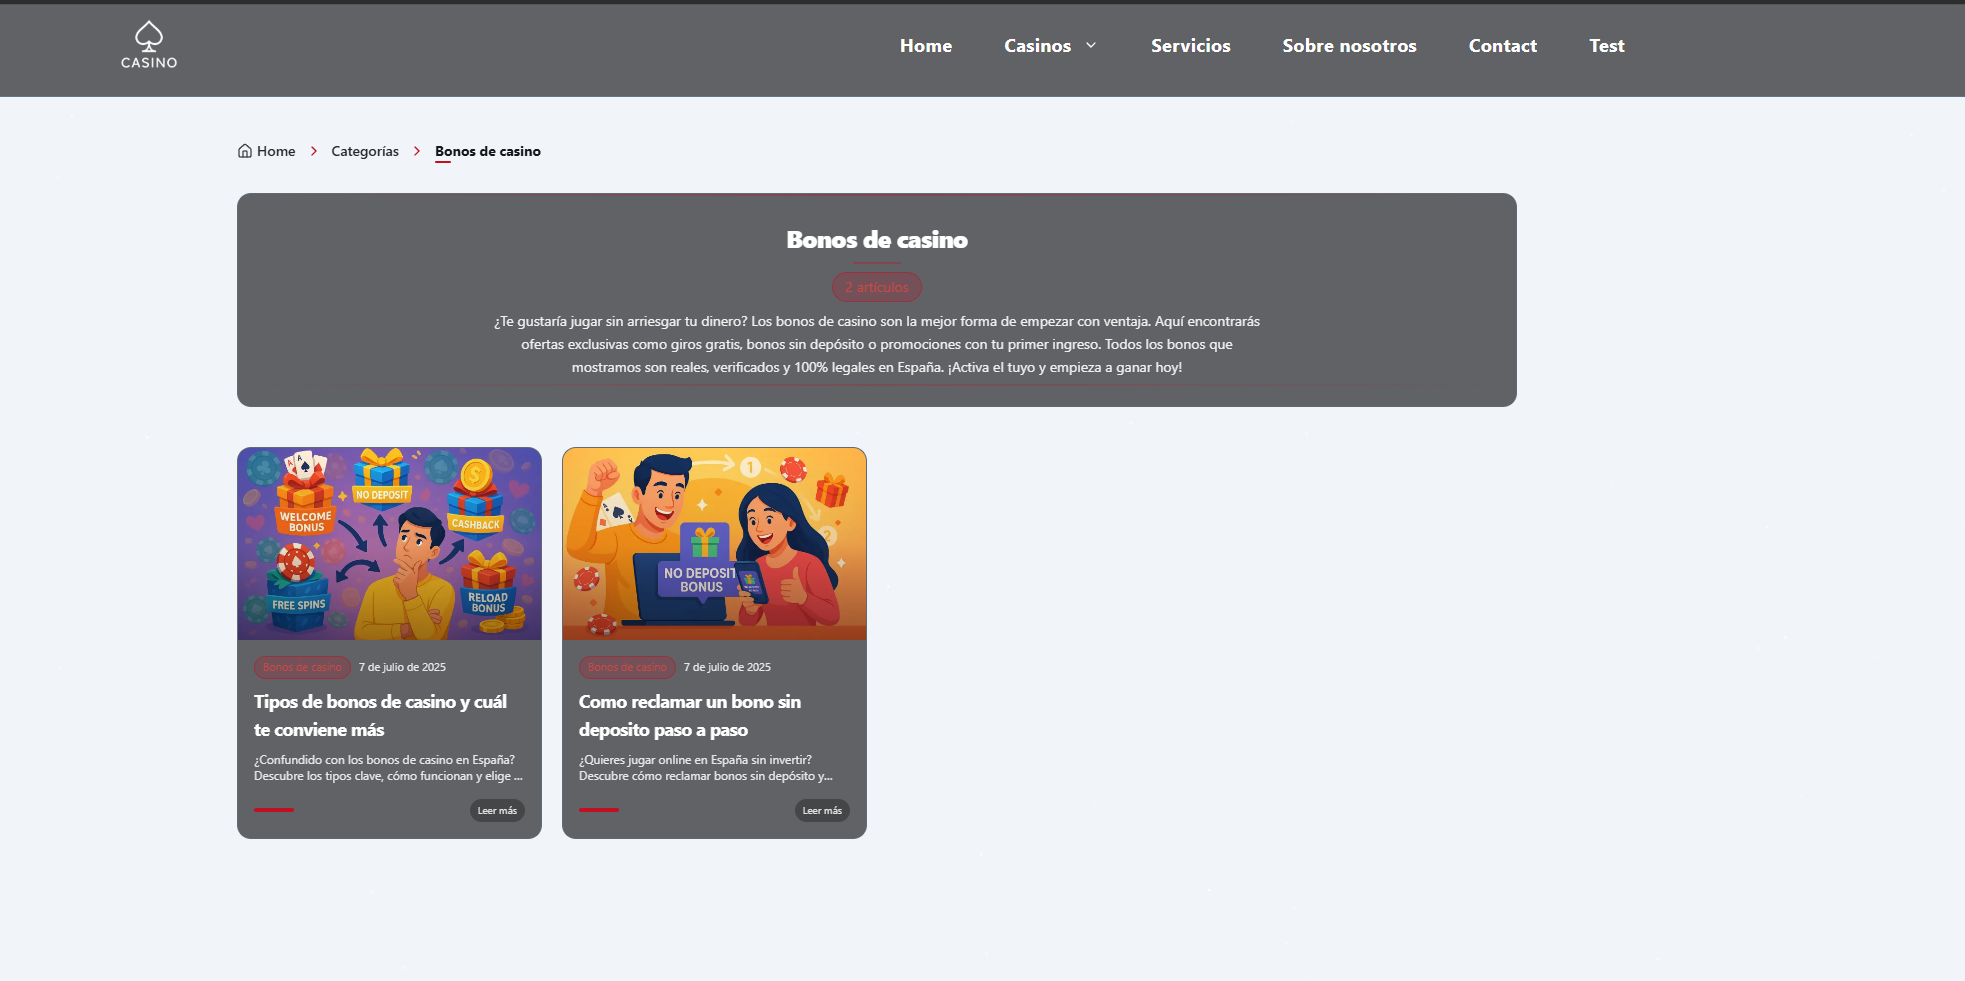 CASINO
Home
Casinos
Servicios
Sobre nosotros
Contact
Test
Home
Categorías
Bonos de casino
Bonos de casino
2 artículos
¿Te gustaría jugar sin arriesgar tu dinero? Los bonos de casino son la mejor forma de empezar con ventaja. Aquí encontrarás
ofertas exclusivas como giros gratis, bonos sin depósito o promociones con tu primer ingreso. Todos los bonos que
mostramos son reales, verificados y 100% legales en España. ¡Activa el tuyo y empieza a ganar hoy!
A
A
NO DEPOSIT
WELCOME
BONUS
$
CASHBACK
FREE SPINS
RELOAD
BONUS
Bonos de casino
7 de julio de 2025
Tipos de bonos de casino y cuál
te conviene más
¿Confundido con los bonos de casino en España?
Descubre los tipos clave, cómo funcionan y elige ...
Leer más
1
2
NO DEPOSIT
BONUS
Bonos de casino
7 de julio de 2025
Como reclamar un bono sin
deposito paso a paso
¿Quieres jugar online en España sin invertir?
Descubre cómo reclamar bonos sin depósito y...
Leer más